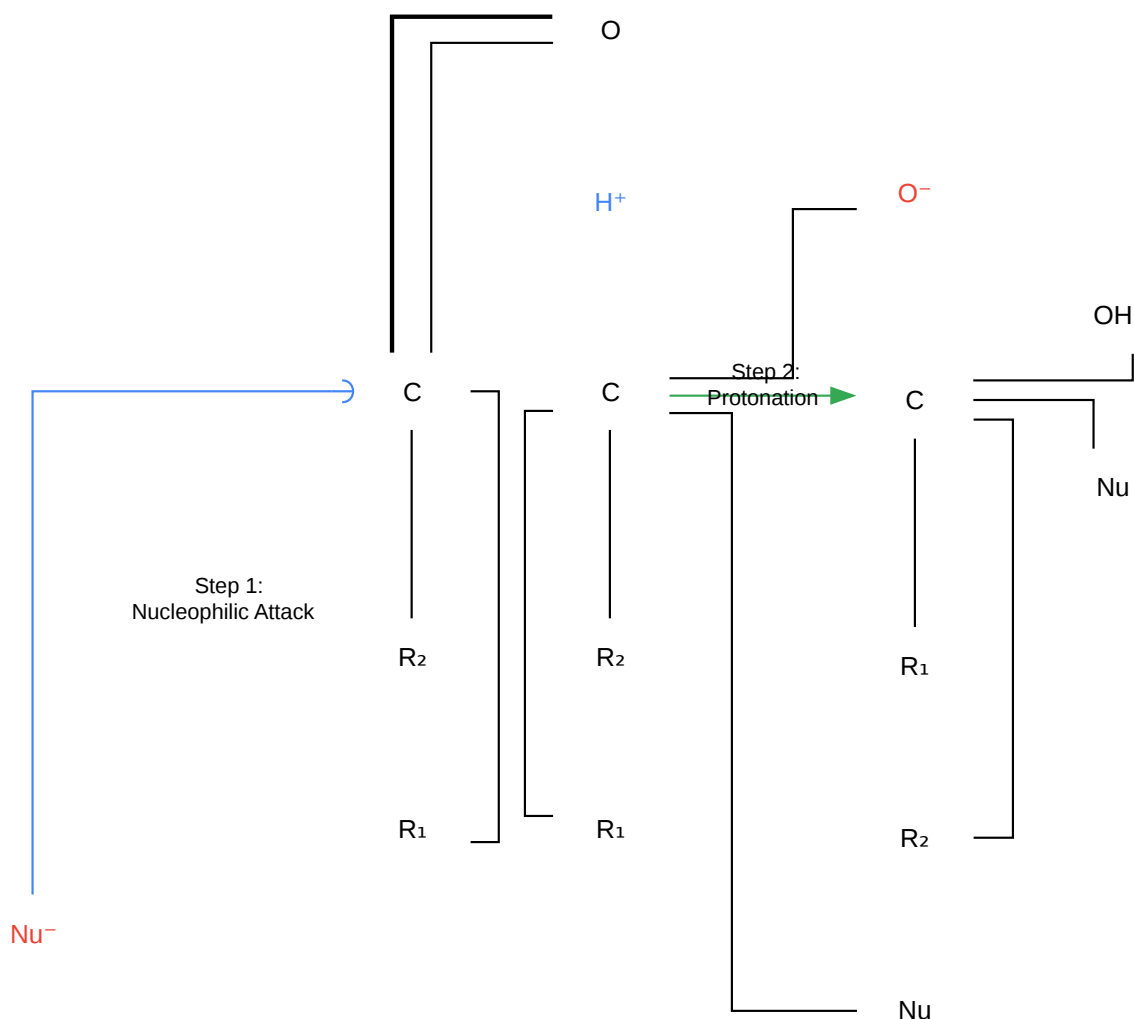 O
H⁺
O⁻
OH
Step 2:
Protonation
C
C
C
Nu
Step 1:
Nucleophilic Attack
R₂
R₂
R₁
R₁
R₁
R₂
Nu⁻
Nu